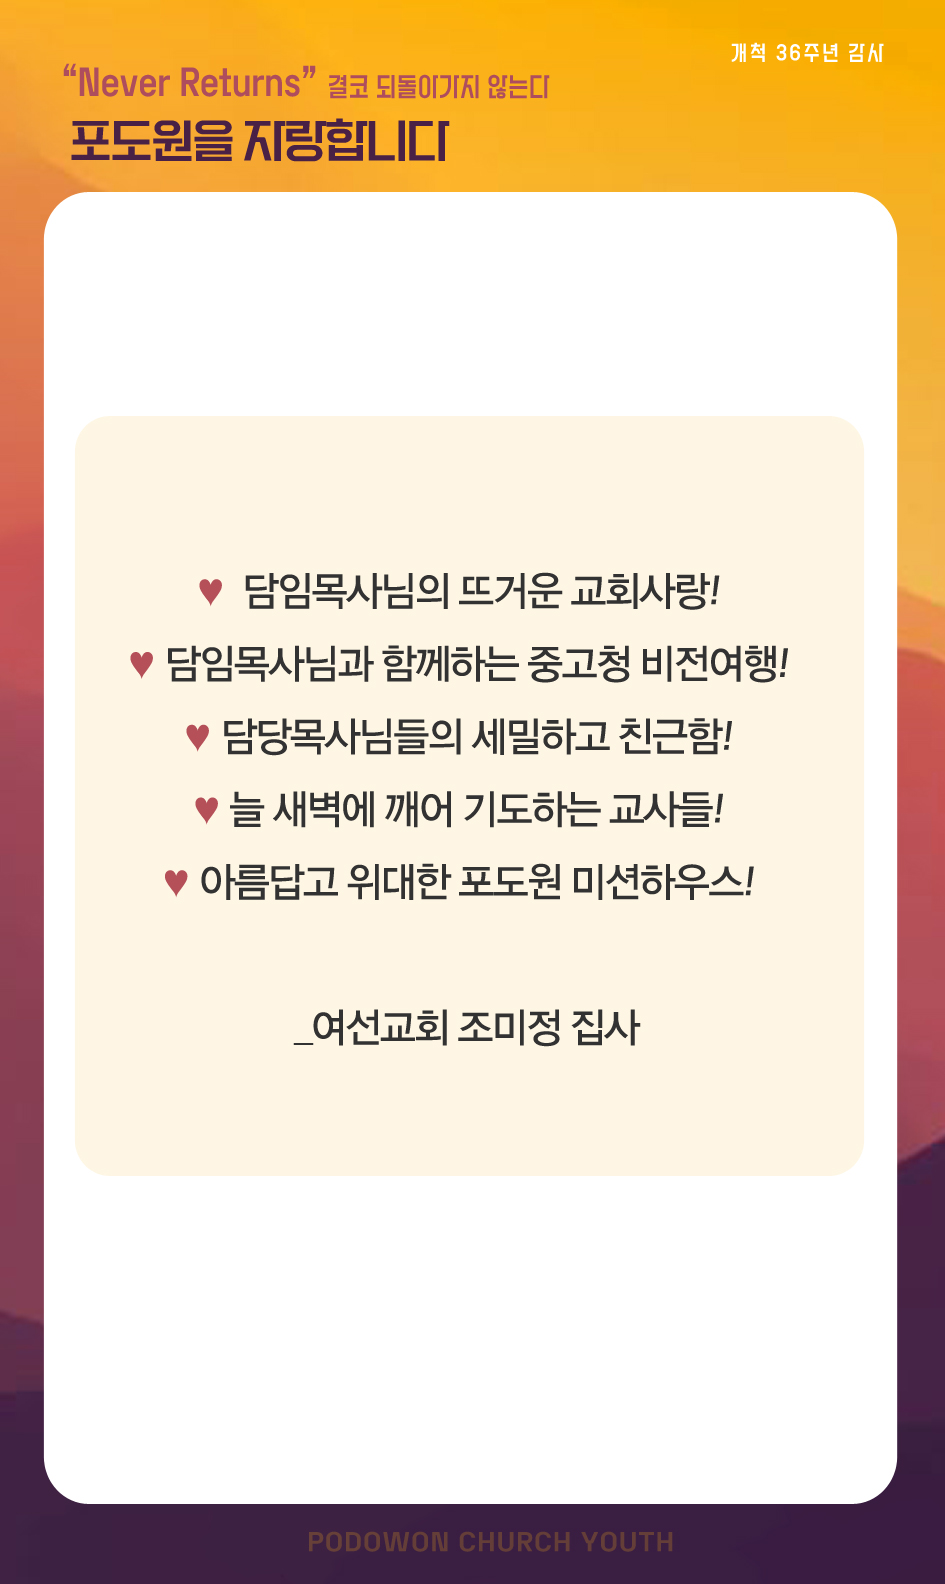 개척 36주년 감사
“Never Returns” 결코 되돌아가지 않는다
포도원을 자랑합니다
♥ 담임목사님의 뜨거운 교회사랑!
♥ 담임목사님과 함께하는 중고청 비전여행!
♥ 담당목사님들의 세밀하고 친근함!
♥ 늘 새벽에 깨어 기도하는 교사들!
♥ 아름답고 위대한 포도원 미션하우스!
_여선교회 조미정 집사
PODOWON CHURCH YOUTH